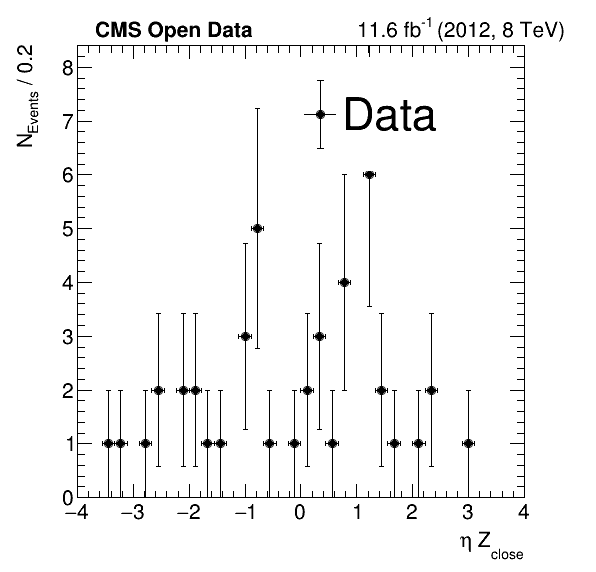 CMS Open Data 11.6 fb-1 (2012, 8 TeV)
NEvents / 0.2
8
7
6
5
4
3
2
1
0
Data
−4 −3 −2 −1 0 1 2 3 4
η Zclose